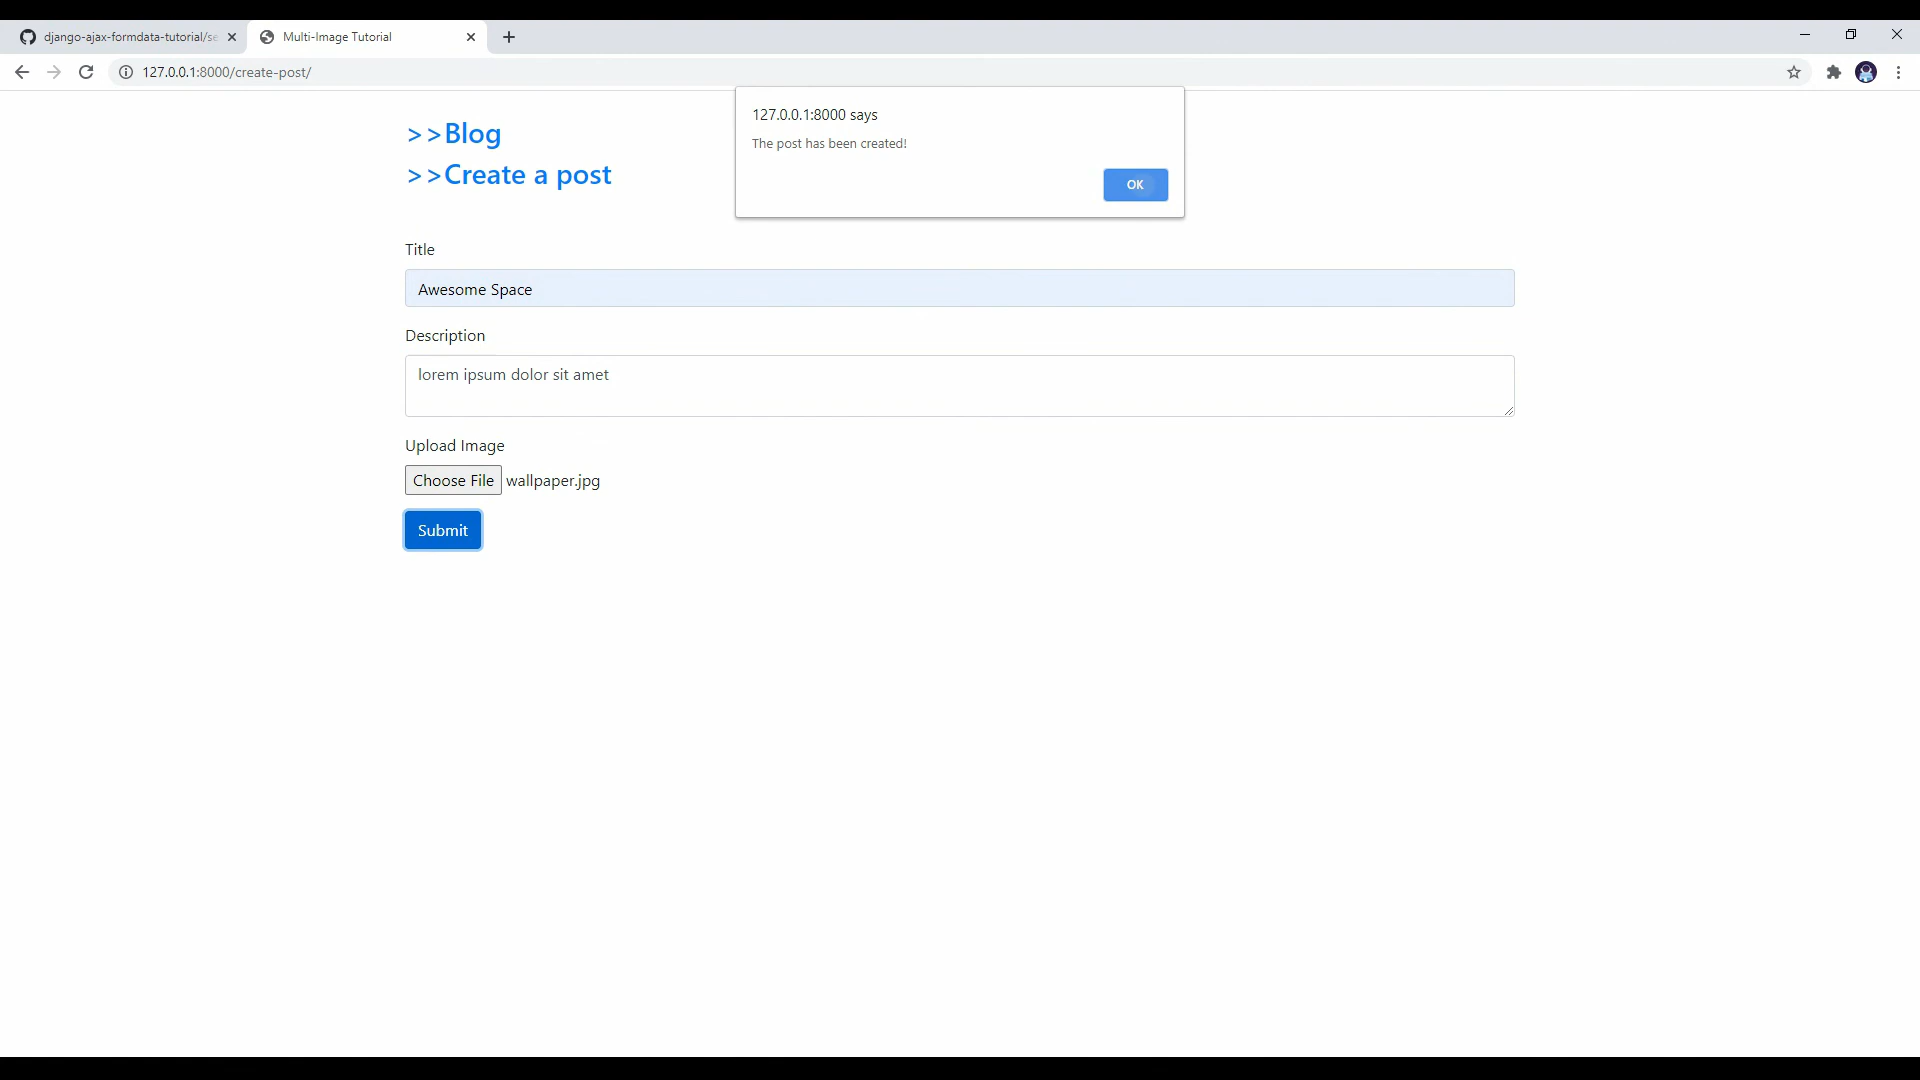 django-ajax-formdata-tutorial/se
Multi-Image Tutorial
127.0.0.1:8000/create-post/
127.0.0.1:8000 says
The post has been created!
OK
>>Blog
>>Create a post
Title
Awesome Space
Description
lorem ipsum dolor sit amet
Upload Image
Choose File wallpaper.jpg
Submit